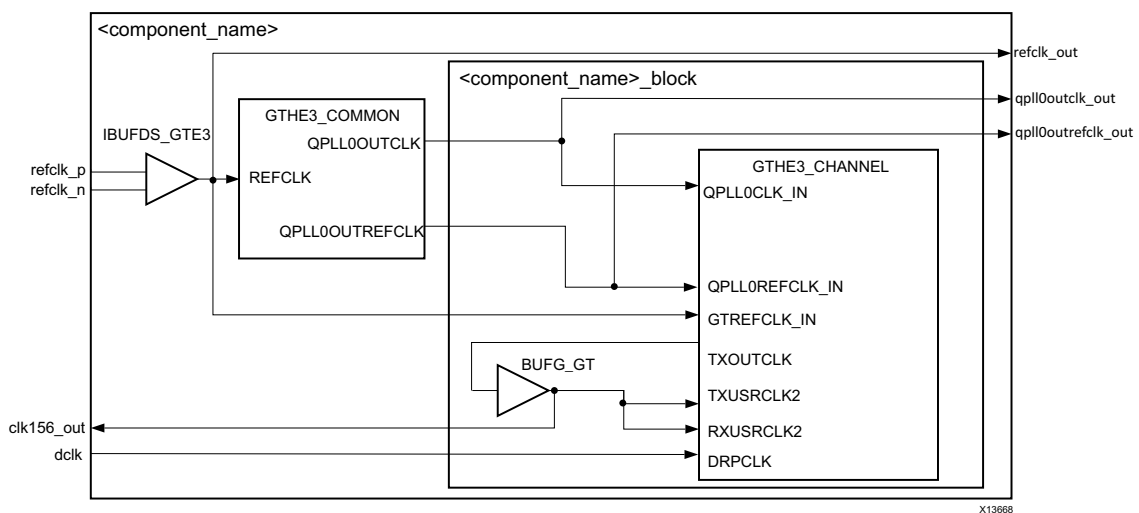 <component_name>
refclk_out
<component_name>_block
qpll0outclk_out
GTHE3_COMMON
IBUFDS_GTE3
QPLL0OUTCLK
qpll0outrefclk_out
GTHE3_CHANNEL
refclk_p
REFCLK
refclk_n
QPLL0CLK_IN
QPLL0OUTREFCLK
QPLL0REFCLK_IN
GTREFCLK_IN
TXOUTCLK
BUFG_GT
TXUSRCLK2
clk156_out
RXUSRCLK2
dclk
DRPCLK
X13668